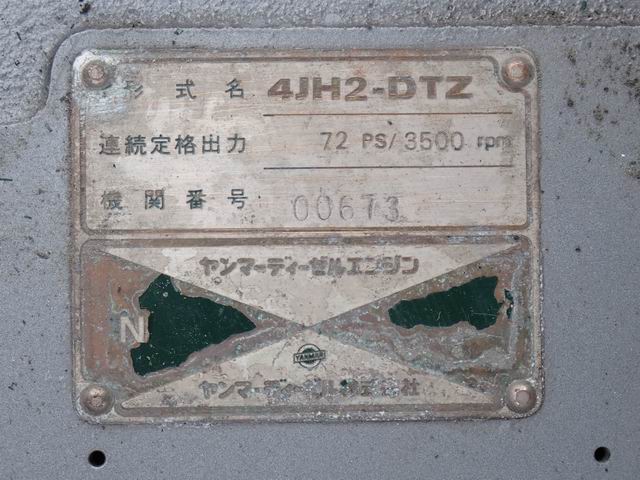 形式名 4JH2-DTZ
連続定格出力 72 PS/3500 rpm
機関番号 00673
ヤンマーディーゼルエンジン
N
YANMAR
ヤンマーディーゼル株式会社